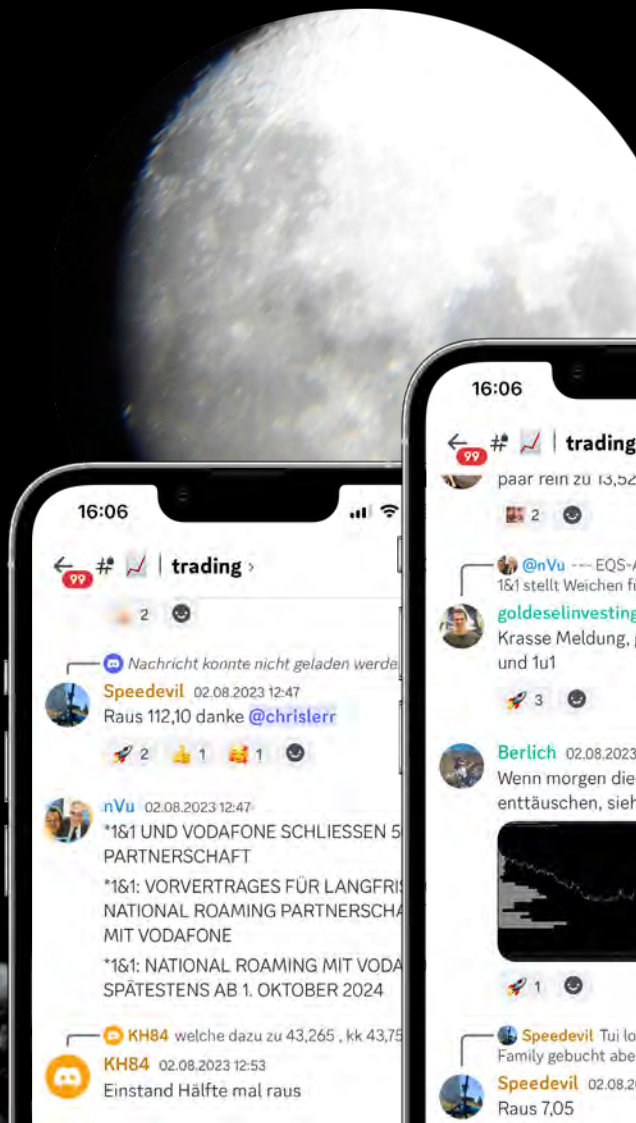 16:06
99 # | trading ›
2
Nachricht konnte nicht geladen werde
Speedevil 02.08.2023 12:47
Raus 112,10 danke @chrislerr
2 1 1
nVu 02.08.2023 12:47
*1&1 UND VODAFONE SCHLIESSEN 5
PARTNERSCHAFT
*1&1: VORVERTRAGES FÜR LANGFRIS
NATIONAL ROAMING PARTNERSCHA
MIT VODAFONE
*1&1: NATIONAL ROAMING MIT VODA
SPÄTESTENS AB 1. OKTOBER 2024
KH84 welche dazu zu 43,265 , kk 43,75
KH84 02.08.2023 12:53
Einstand Hälfte mal raus
16:06
99 # | trading
paar rein zu 13,52
2
@nVu --- EQS-A
1&1 stellt Weichen fü
goldeselinvesting
Krasse Meldung, g
und 1u1
3
Berlich 02.08.2023
Wenn morgen die
enttäuschen, sieh
1
Speedevil Tui lo
Family gebucht abe
Speedevil 02.08.20
Raus 7,05